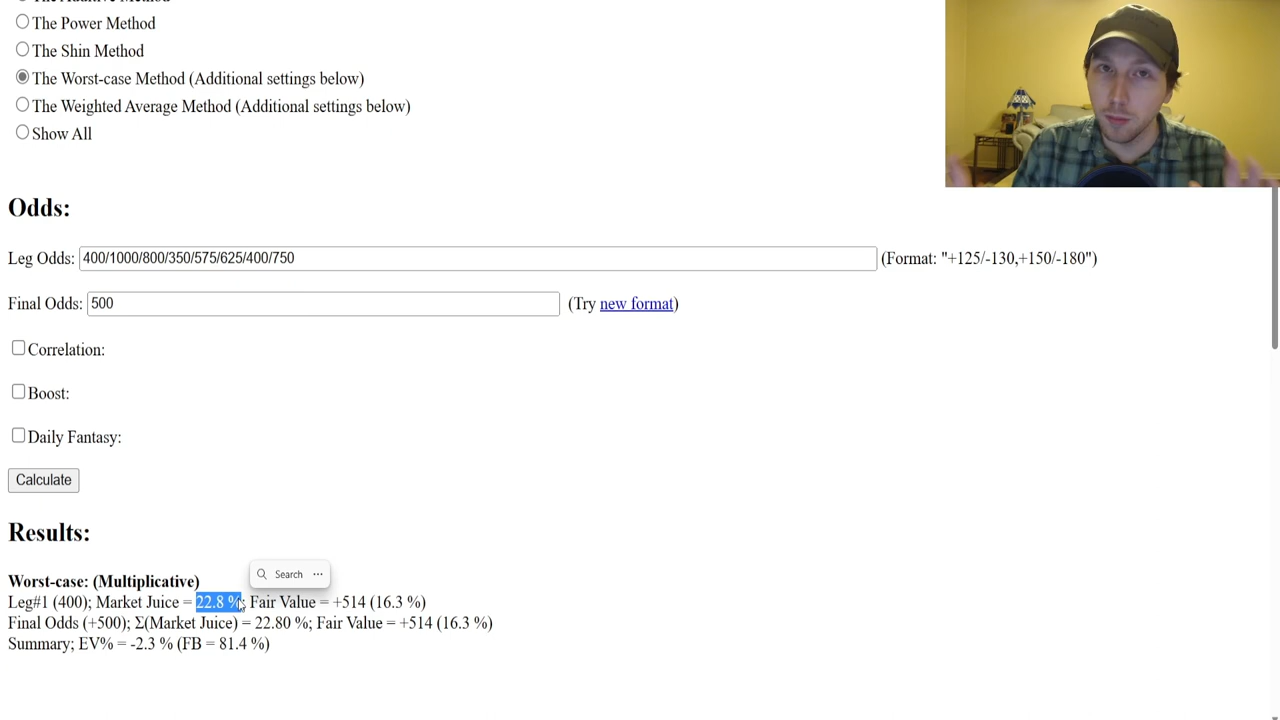 The Power Method
The Shin Method
The Worst-case Method (Additional settings below)
The Weighted Average Method (Additional settings below)
Show All
Odds:
Leg Odds: 400/1000/800/350/575/625/400/750 (Format: "+125/-130,+150/-180")
Final Odds: 500 (Try new format)
Correlation:
Boost:
Daily Fantasy:
Calculate
Results:
Search ···
Worst-case: (Multiplicative)
Leg#1 (400); Market Juice = 22.8 %; Fair Value = +514 (16.3 %)
Final Odds (+500); Σ(Market Juice) = 22.80 %; Fair Value = +514 (16.3 %)
Summary; EV% = -2.3 % (FB = 81.4 %)